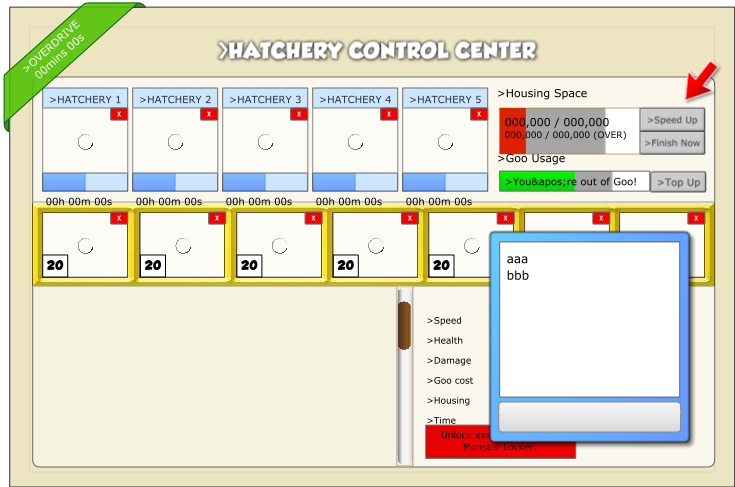 >OVERDRIVE
00mins 00s
>HATCHERY CONTROL CENTER
>HATCHERY 1
>HATCHERY 2
>HATCHERY 3
>HATCHERY 4
>HATCHERY 5
X
X
X
X
X
00h 00m 00s
00h 00m 00s
00h 00m 00s
00h 00m 00s
00h 00m 00s
>Housing Space
000,000 / 000,000
000,000 / 000,000 (OVER)
>Speed Up
>Finish Now
>Goo Usage
>You&apos;re out of Goo!
>Top Up
X
X
X
X
X
X
X
20
20
20
20
20
aaa
bbb
>Speed
>Health
>Damage
>Goo cost
>Housing
>Time
Unlock
Monster Locker.